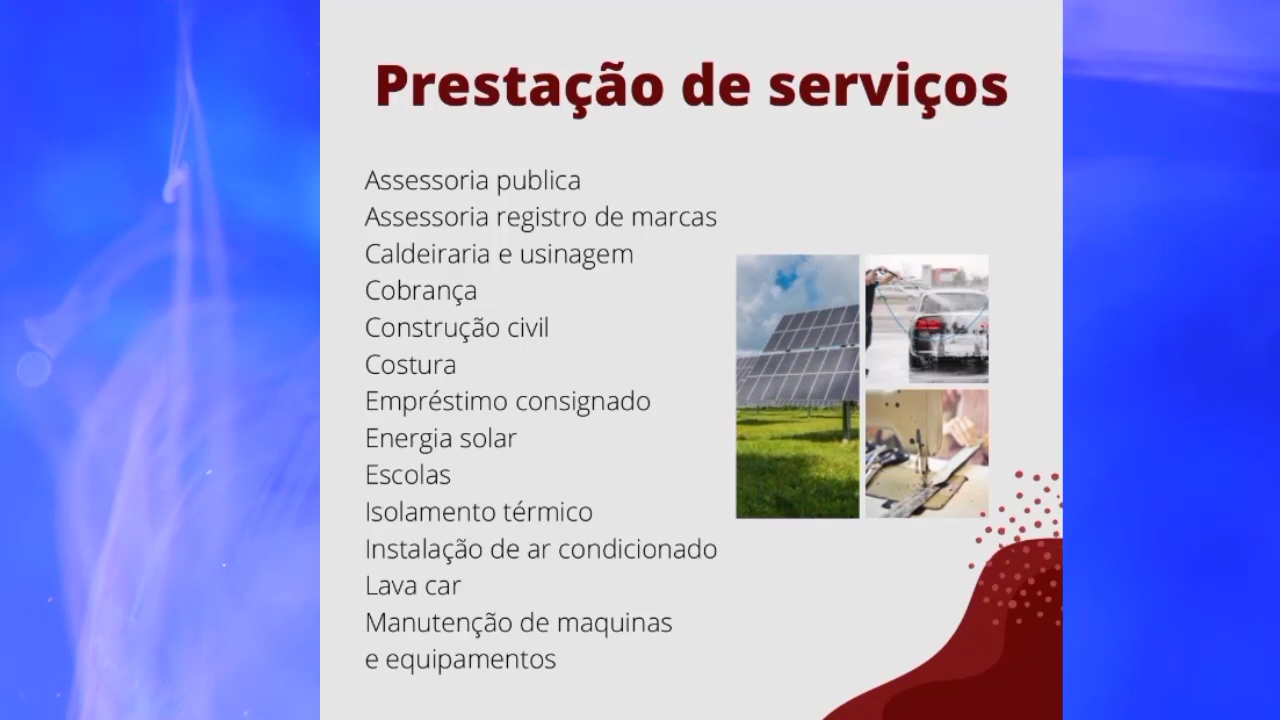 Prestação de serviços
Assessoria publica
Assessoria registro de marcas
Caldeiraria e usinagem
Cobrança
Construção civil
Costura
Empréstimo consignado
Energia solar
Escolas
Isolamento térmico
Instalação de ar condicionado
Lava car
Manutenção de maquinas
e equipamentos